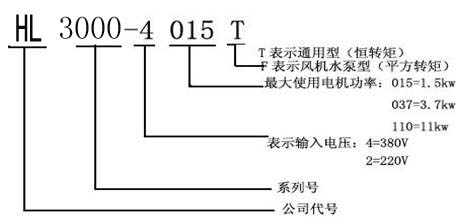 HL 3000-4 015 T
T表示通用型（恒转矩）
F表示风机水泵型（平方转矩）
最大使用电机功率：015=1.5kw
037=3.7kw
110=11kw
表示输入电压：4=380V
2=220V
系列号
公司代号